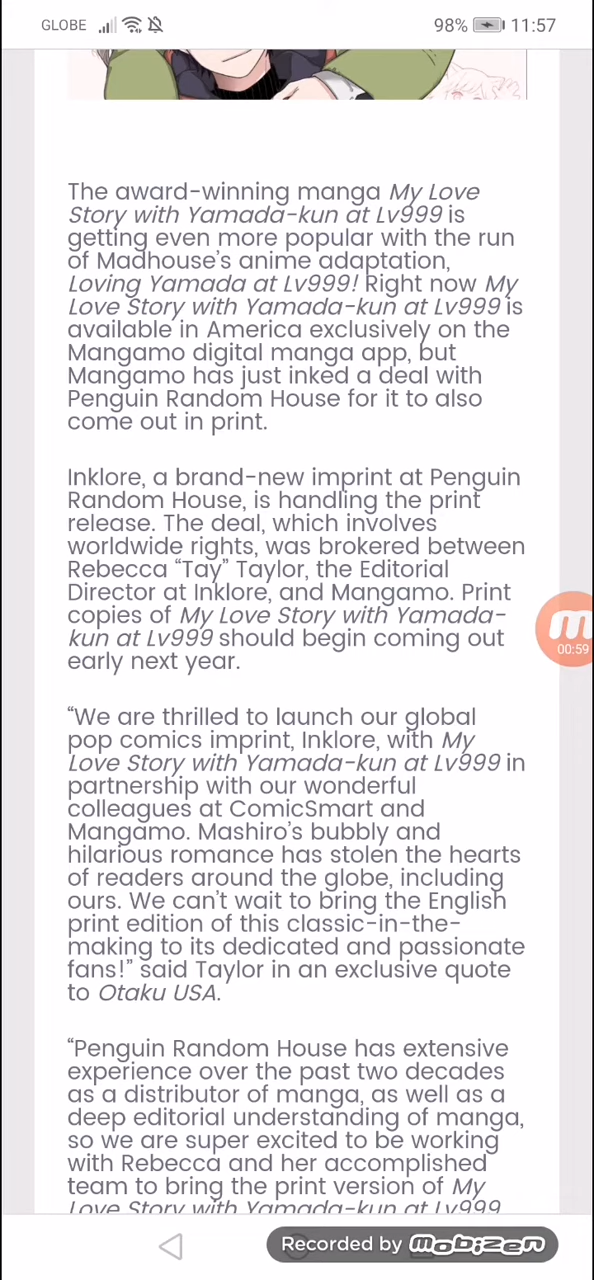 GLOBE 98% 11:57
The award-winning manga My Love
Story with Yamada-kun at Lv999 is
getting even more popular with the run
of Madhouse’s anime adaptation,
Loving Yamada at Lv999! Right now My
Love Story with Yamada-kun at Lv999 is
available in America exclusively on the
Mangamo digital manga app, but
Mangamo has just inked a deal with
Penguin Random House for it to also
come out in print.
Inklore, a brand-new imprint at Penguin
Random House, is handling the print
release. The deal, which involves
worldwide rights, was brokered between
Rebecca “Tay” Taylor, the Editorial
Director at Inklore, and Mangamo. Print
copies of My Love Story with Yamada-
kun at Lv999 should begin coming out
early next year.
00:59
“We are thrilled to launch our global
pop comics imprint, Inklore, with My
Love Story with Yamada-kun at Lv999 in
partnership with our wonderful
colleagues at ComicSmart and
Mangamo. Mashiro’s bubbly and
hilarious romance has stolen the hearts
of readers around the globe, including
ours. We can’t wait to bring the English
print edition of this classic-in-the-
making to its dedicated and passionate
fans!” said Taylor in an exclusive quote
to Otaku USA.
“Penguin Random House has extensive
experience over the past two decades
as a distributor of manga, as well as a
deep editorial understanding of manga,
so we are super excited to be working
with Rebecca and her accomplished
team to bring the print version of My
Love Story with Yamada-kun at Lv999
Recorded by mobizen